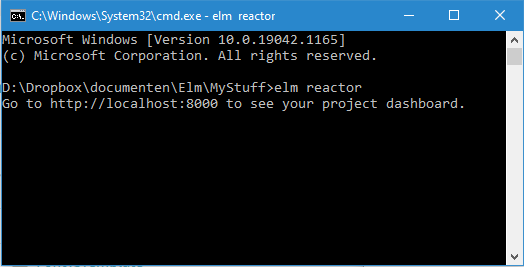 C:\Windows\System32\cmd.exe - elm reactor
Microsoft Windows [Version 10.0.19042.1165]
(c) Microsoft Corporation. All rights reserved.
D:\Dropbox\documenten\Elm\MyStuff>elm reactor
Go to http://localhost:8000 to see your project dashboard.